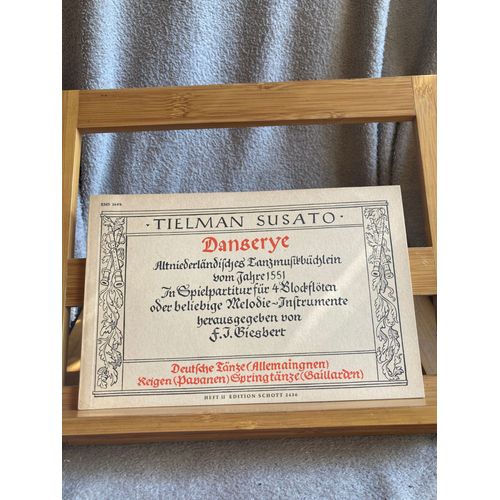 · TIELMAN SUSATO ·
Danserye
Altniederländisches Tanzmusikbüchlein
vom Jahre 1551
In Spielpartitur für 4 Blockflöten
oder beliebige Melodie-Instrumente
herausgegeben von
F. J. Giesbert
Deutsche Tänze (Allemaingnen)
Reigen (Pavanen) Springtänze (Gaillarden)
HEFT II EDITION SCHOTT 2436